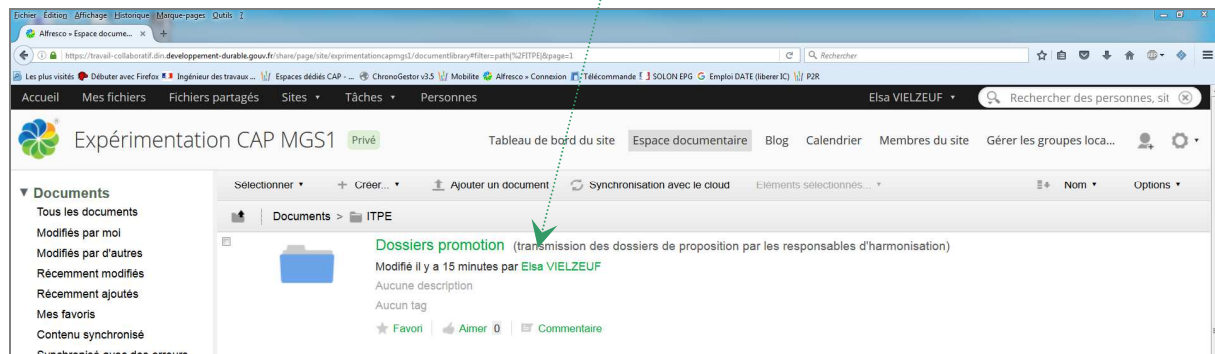 Fichier Édition Affichage Historique Marque-pages Outils ?
Alfresco » Espace docume... × +
https://travail-collaboratif.din.developpement-durable.gouv.fr/share/page/site/exprimentationcapmgs1/documentlibrary#filter=path|%2FITPE|&page=1 Rechercher
Les plus visités Débuter avec Firefox Ingénieur des travaux ... Espaces dédiés CAP - ... ChronoGestor v3.5 Mobilite Alfresco » Connexion Télécommande SOLON EPG Emploi DATE (liberer IC) P2R
Accueil Mes fichiers Fichiers partagés Sites Tâches Personnes Elsa VIELZEUF Rechercher des personnes, sit
Expérimentation CAP MGS1 Privé Tableau de bord du site Espace documentaire Blog Calendrier Membres du site Gérer les groupes loca...
Documents Sélectionner + Créer... Ajouter un document Synchronisation avec le cloud Éléments sélectionnés... Nom Options
Tous les documents Documents > ITPE
Modifiés par moi
Modifiés par d'autres
Récemment modifiés
Récemment ajoutés
Mes favoris
Contenu synchronisé
Synchronisé avec des erreurs
Dossiers promotion (transmission des dossiers de proposition par les responsables d'harmonisation)
Modifié il y a 15 minutes par Elsa VIELZEUF
Aucune description
Aucun tag
Favori Aimer 0 Commentaire